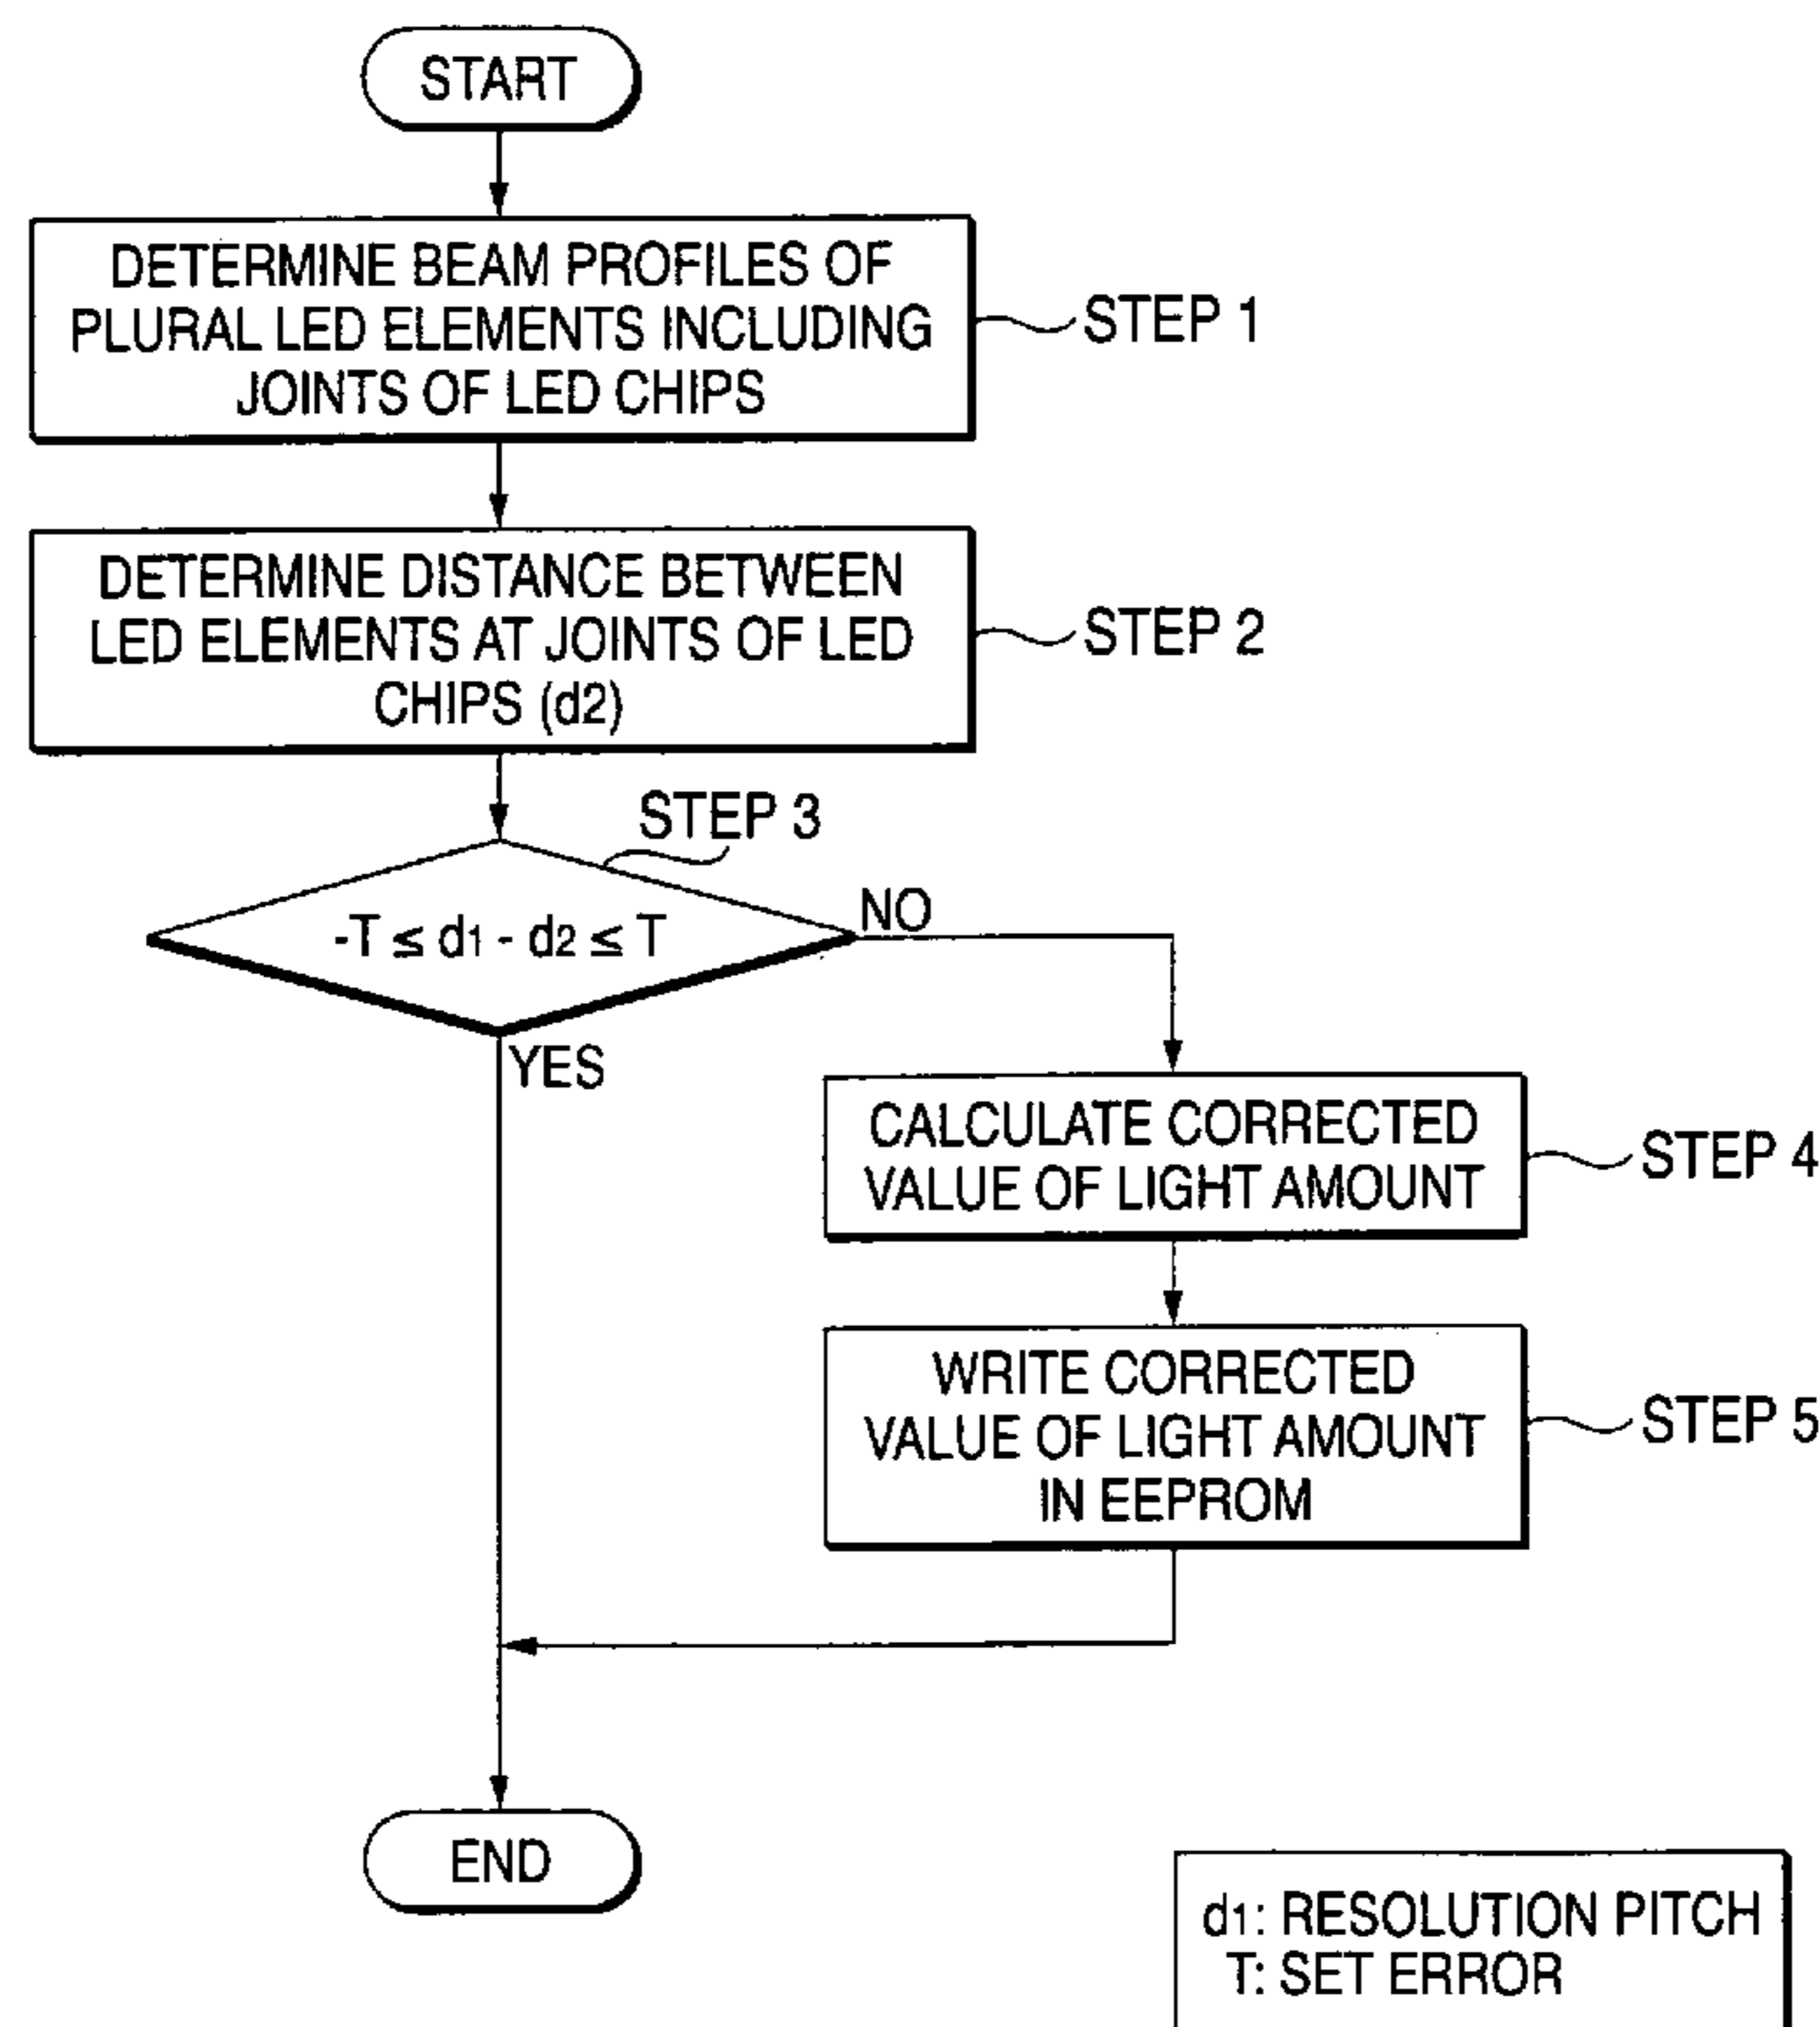 START
DETERMINE BEAM PROFILES OF
PLURAL LED ELEMENTS INCLUDING
JOINTS OF LED CHIPS
STEP 1
DETERMINE DISTANCE BETWEEN
LED ELEMENTS AT JOINTS OF LED
CHIPS (d2)
STEP 2
STEP 3
-T ≤ d1 - d2 ≤ T
NO
YES
CALCULATE CORRECTED
VALUE OF LIGHT AMOUNT
STEP 4
WRITE CORRECTED
VALUE OF LIGHT AMOUNT
IN EEPROM
STEP 5
END
d1: RESOLUTION PITCH
T: SET ERROR